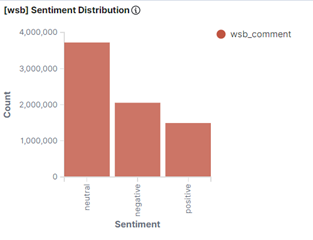 [wsb] Sentiment Distribution
wsb_comment
4,000,000
3,000,000
2,000,000
1,000,000
0
Count
neutral
negative
positive
Sentiment